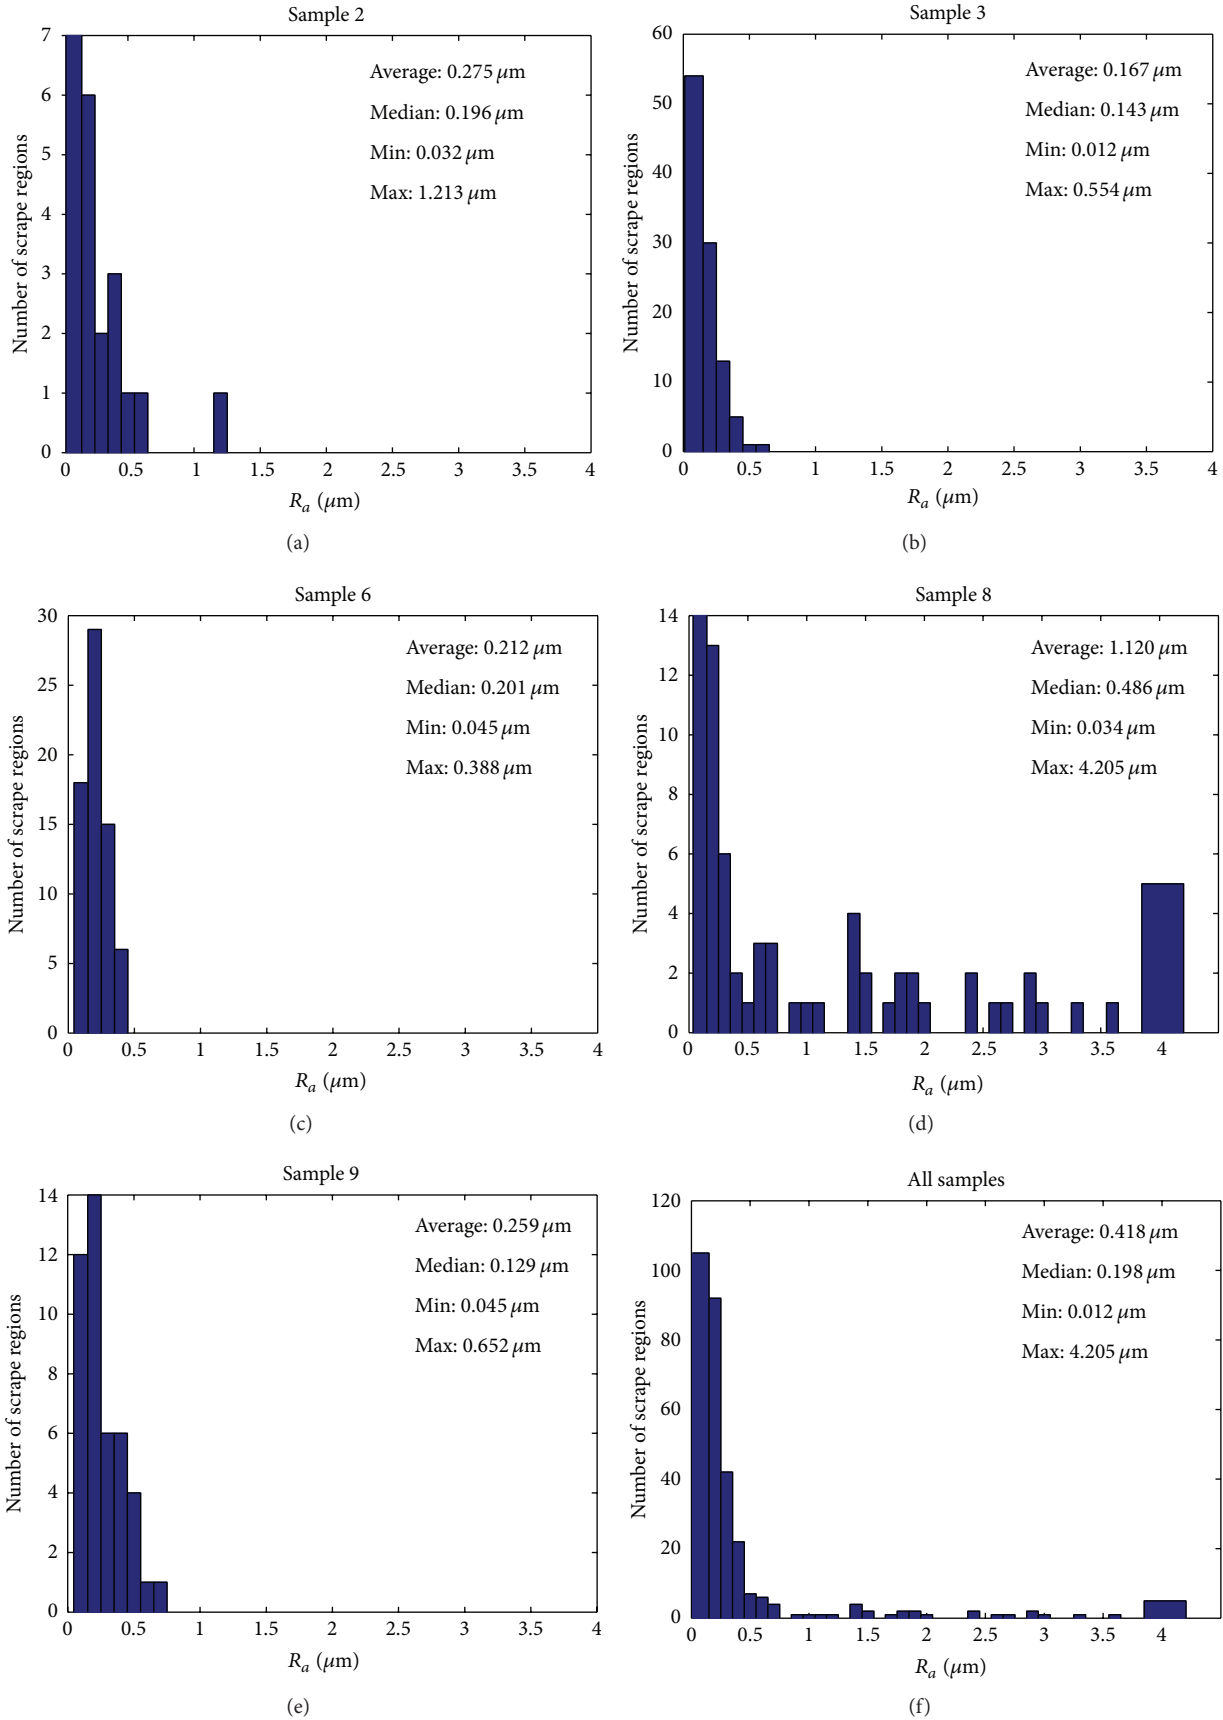 Sample 2
Average: 0.275 μm
Median: 0.196 μm
Min: 0.032 μm
Max: 1.213 μm
Number of scrape regions
7
6
5
4
3
2
1
0
0 0.5 1 1.5 2 2.5 3 3.5 4
Ra (μm)
(a)
Sample 3
Average: 0.167 μm
Median: 0.143 μm
Min: 0.012 μm
Max: 0.554 μm
Number of scrape regions
60
50
40
30
20
10
0
0 0.5 1 1.5 2 2.5 3 3.5 4
Ra (μm)
(b)
Sample 6
Average: 0.212 μm
Median: 0.201 μm
Min: 0.045 μm
Max: 0.388 μm
Number of scrape regions
30
25
20
15
10
5
0
0 0.5 1 1.5 2 2.5 3 3.5 4
Ra (μm)
(c)
Sample 8
Average: 1.120 μm
Median: 0.486 μm
Min: 0.034 μm
Max: 4.205 μm
Number of scrape regions
14
12
10
8
6
4
2
0
0 0.5 1 1.5 2 2.5 3 3.5 4
Ra (μm)
(d)
Sample 9
Average: 0.259 μm
Median: 0.129 μm
Min: 0.045 μm
Max: 0.652 μm
Number of scrape regions
14
12
10
8
6
4
2
0
0 0.5 1 1.5 2 2.5 3 3.5 4
Ra (μm)
(e)
All samples
Average: 0.418 μm
Median: 0.198 μm
Min: 0.012 μm
Max: 4.205 μm
Number of scrape regions
120
100
80
60
40
20
0
0 0.5 1 1.5 2 2.5 3 3.5 4
Ra (μm)
(f)